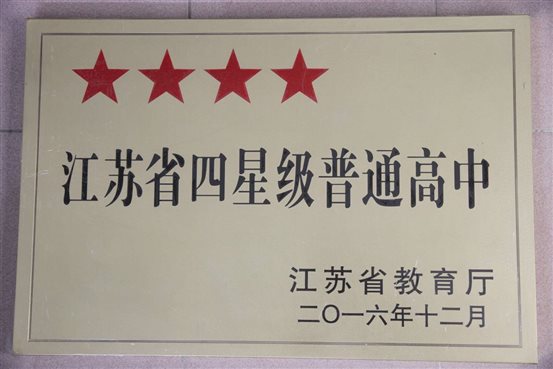 江苏省四星级普通高中
江苏省教育厅
二〇一六年十二月